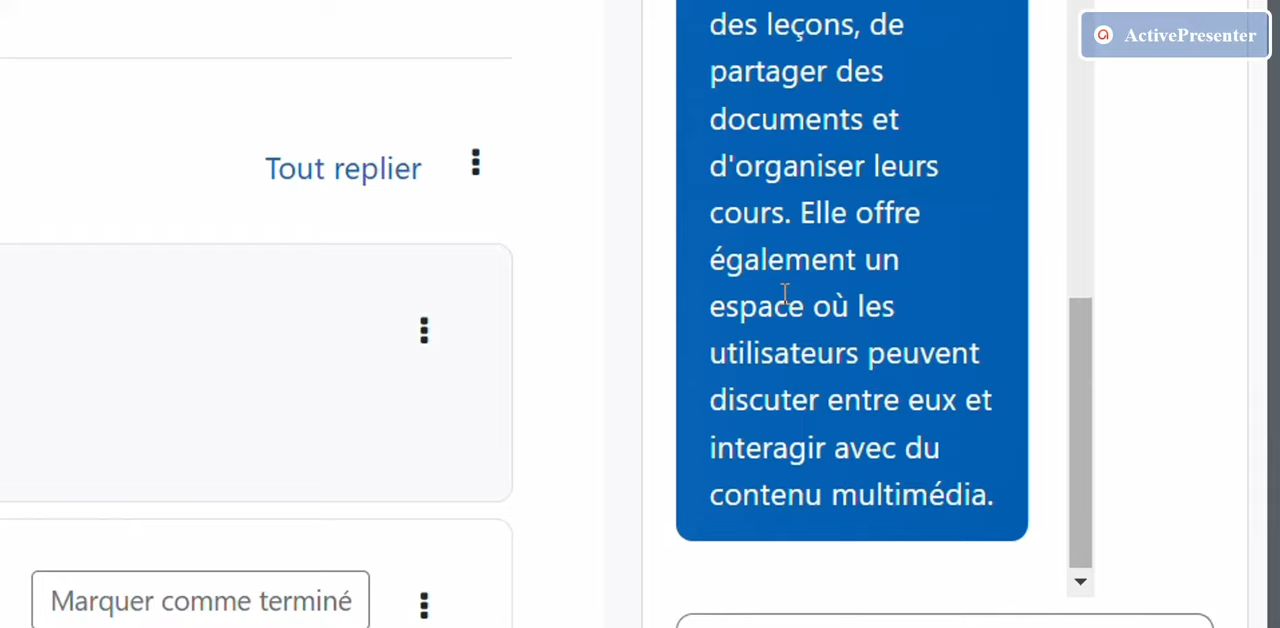 ActivePresenter
Tout replier
Marquer comme terminé
des leçons, de
partager des
documents et
d'organiser leurs
cours. Elle offre
également un
espace où les
utilisateurs peuvent
discuter entre eux et
interagir avec du
contenu multimédia.